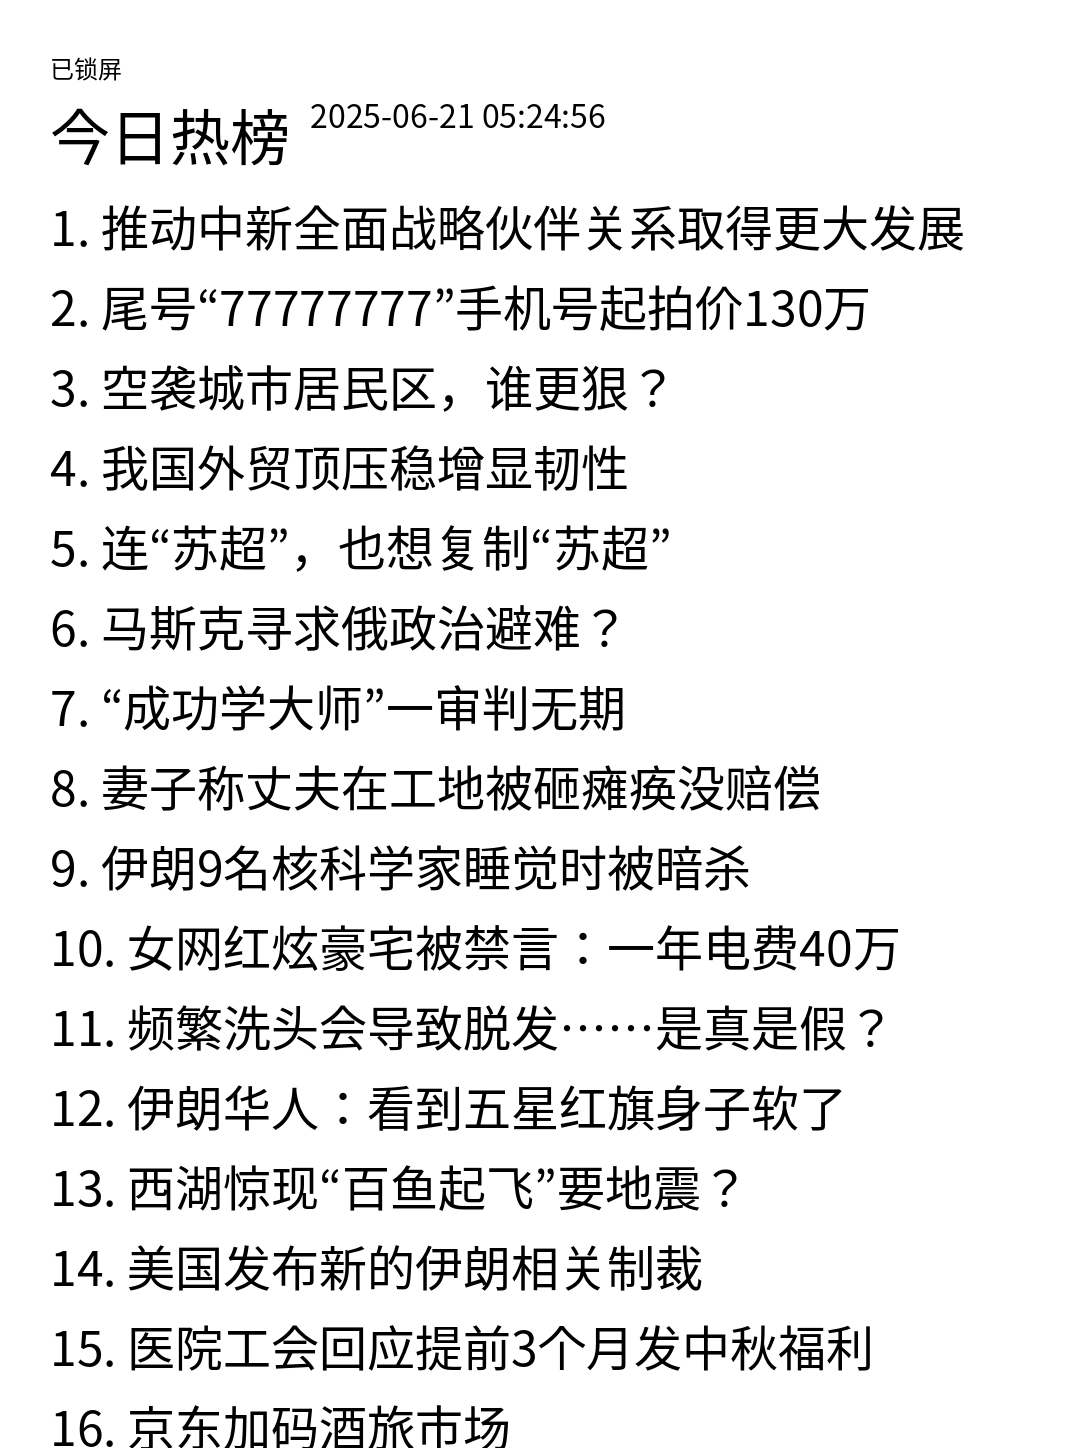 已锁屏
今日热榜 2025-06-21 05:24:56
1. 推动中新全面战略伙伴关系取得更大发展
2. 尾号“77777777”手机号起拍价130万
3. 空袭城市居民区，谁更狠？
4. 我国外贸顶压稳增显韧性
5. 连“苏超”，也想复制“苏超”
6. 马斯克寻求俄政治避难？
7. “成功学大师”一审判无期
8. 妻子称丈夫在工地被砸瘫痪没赔偿
9. 伊朗9名核科学家睡觉时被暗杀
10. 女网红炫豪宅被禁言：一年电费40万
11. 频繁洗头会导致脱发……是真是假？
12. 伊朗华人：看到五星红旗身子软了
13. 西湖惊现“百鱼起飞”要地震？
14. 美国发布新的伊朗相关制裁
15. 医院工会回应提前3个月发中秋福利
16. 京东加码酒旅市场